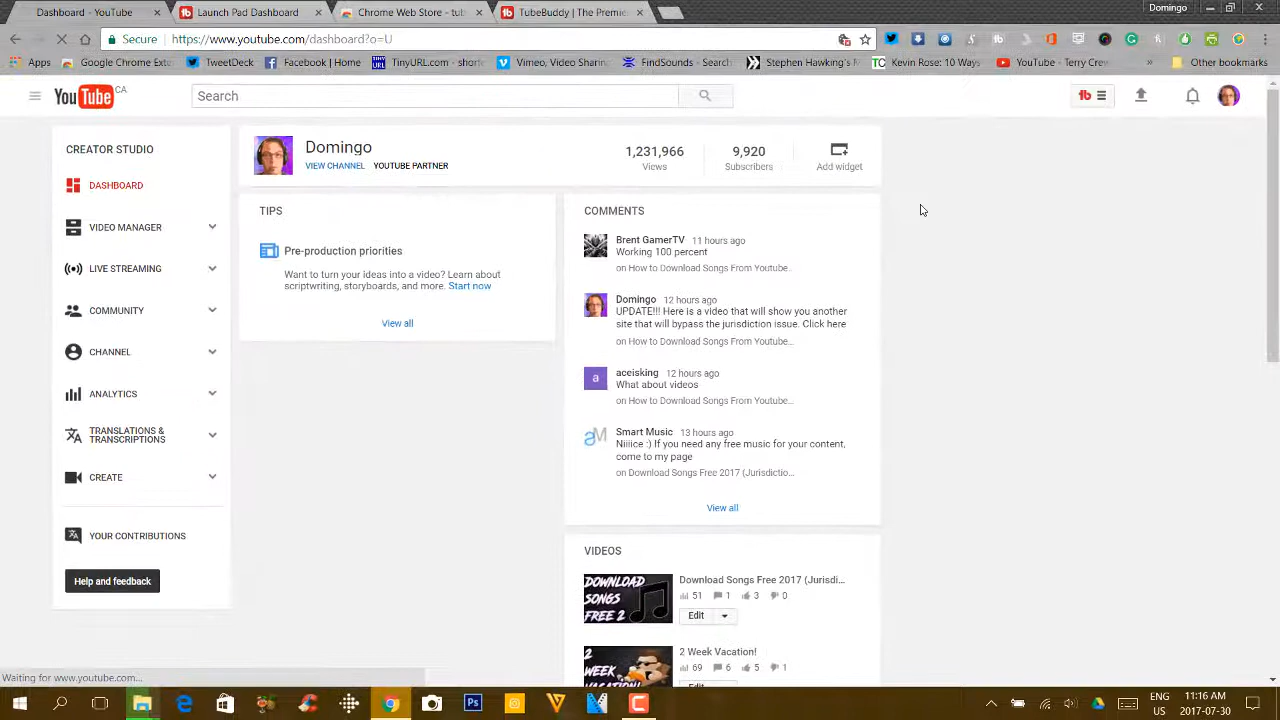 Dashboard - YouTube
Launch Pad Dashboard
Chrome Web Store - tub
TubeBuddy | The Premie
Domingo
Secure
https://www.youtube.com/dashboard?o=U
Apps
Google Chrome Exte
TweetDeck
Facebook | Home
TinyURL.com - short
Vimeo, Video Sharin
FindSounds - Search
Stephen Hawking's
Kevin Rose: 10 Way
YouTube - Terry Cre
Other bookmarks
YouTube CA
Search
CREATOR STUDIO
DASHBOARD
VIDEO MANAGER
LIVE STREAMING
COMMUNITY
CHANNEL
ANALYTICS
TRANSLATIONS &
TRANSCRIPTIONS
CREATE
YOUR CONTRIBUTIONS
Help and feedback
Domingo
VIEW CHANNEL YOUTUBE PARTNER
1,231,966
Views
9,920
Subscribers
Add widget
TIPS
Pre-production priorities
Want to turn your ideas into a video? Learn about
scriptwriting, storyboards, and more. Start now
View all
COMMENTS
Brent GamerTV 11 hours ago
Working 100 percent
on How to Download Songs From Youtube...
Domingo 12 hours ago
UPDATE!!! Here is a video that will show you another
site that will bypass the jurisdiction issue. Click here
on How to Download Songs From Youtube...
a
aceisking 12 hours ago
What about videos
on How to Download Songs From Youtube...
Smart Music 13 hours ago
Niiiice :) If you need any free music for your content,
come to my page
on Download Songs Free 2017 (Jurisdictio...
View all
VIDEOS
DOWNLOAD
SONGS
FREE 2
Download Songs Free 2017 (Jurisdi...
51 1 3 0
Edit
2
WEEK
VACATION!
2 Week Vacation!
69 6 5 1
Waiting for www.youtube.com...
Ps
ENG
US
11:16 AM
2017-07-30